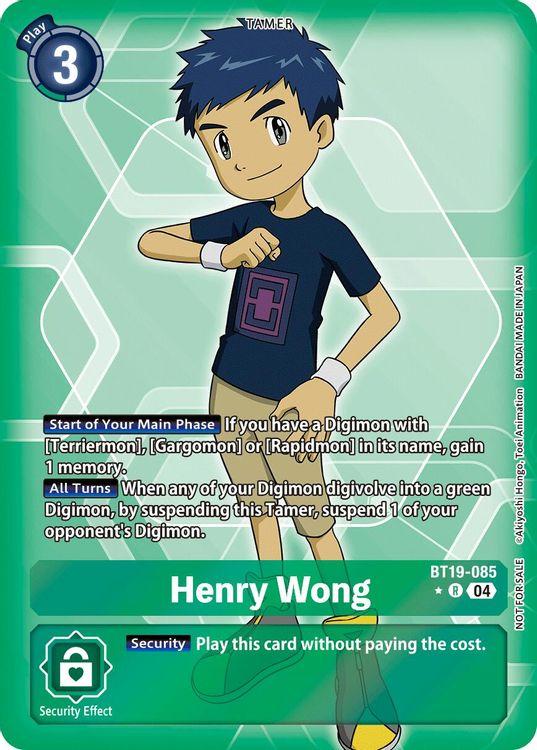 TAMER
Play
3
Start of Your Main Phase If you have a Digimon with
[Terriermon], [Gargomon] or [Rapidmon] in its name, gain
1 memory.
All Turns When any of your Digimon digivolve into a green
Digimon, by suspending this Tamer, suspend 1 of your
opponent's Digimon.
©Akiyoshi Hongo, Toei Animation BANDAI MADE IN JAPAN
NOT FOR SALE
BT19-085
Henry Wong
★ R 04
Security Play this card without paying the cost.
Security Effect